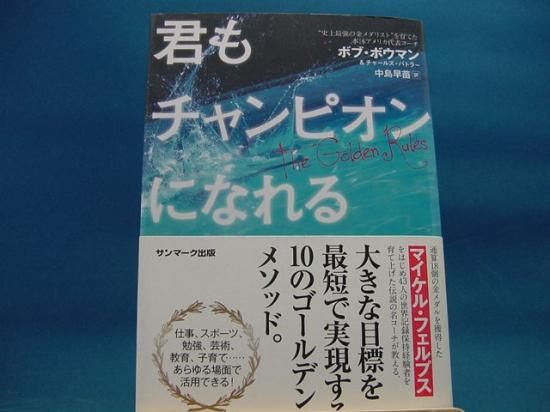 "史上最強の金メダリスト"を育てた
水泳アメリカ代表コーチ
ボブ・ボウマン
&チャールズ・バトラー
中島早苗 訳
君も
チャンピオン
になれる
The Golden Rules
サンマーク出版
通算18個の金メダルを獲得した
マイケル・フェルプス
をはじめ43人の世界記録保持経験者を
育て上げた伝説の名コーチが教える、
大きな目標を
最短で実現する
10のゴールデン
メソッド。
仕事、スポーツ、
勉強、芸術、
教育、子育て……
あらゆる場面で
活用できる!